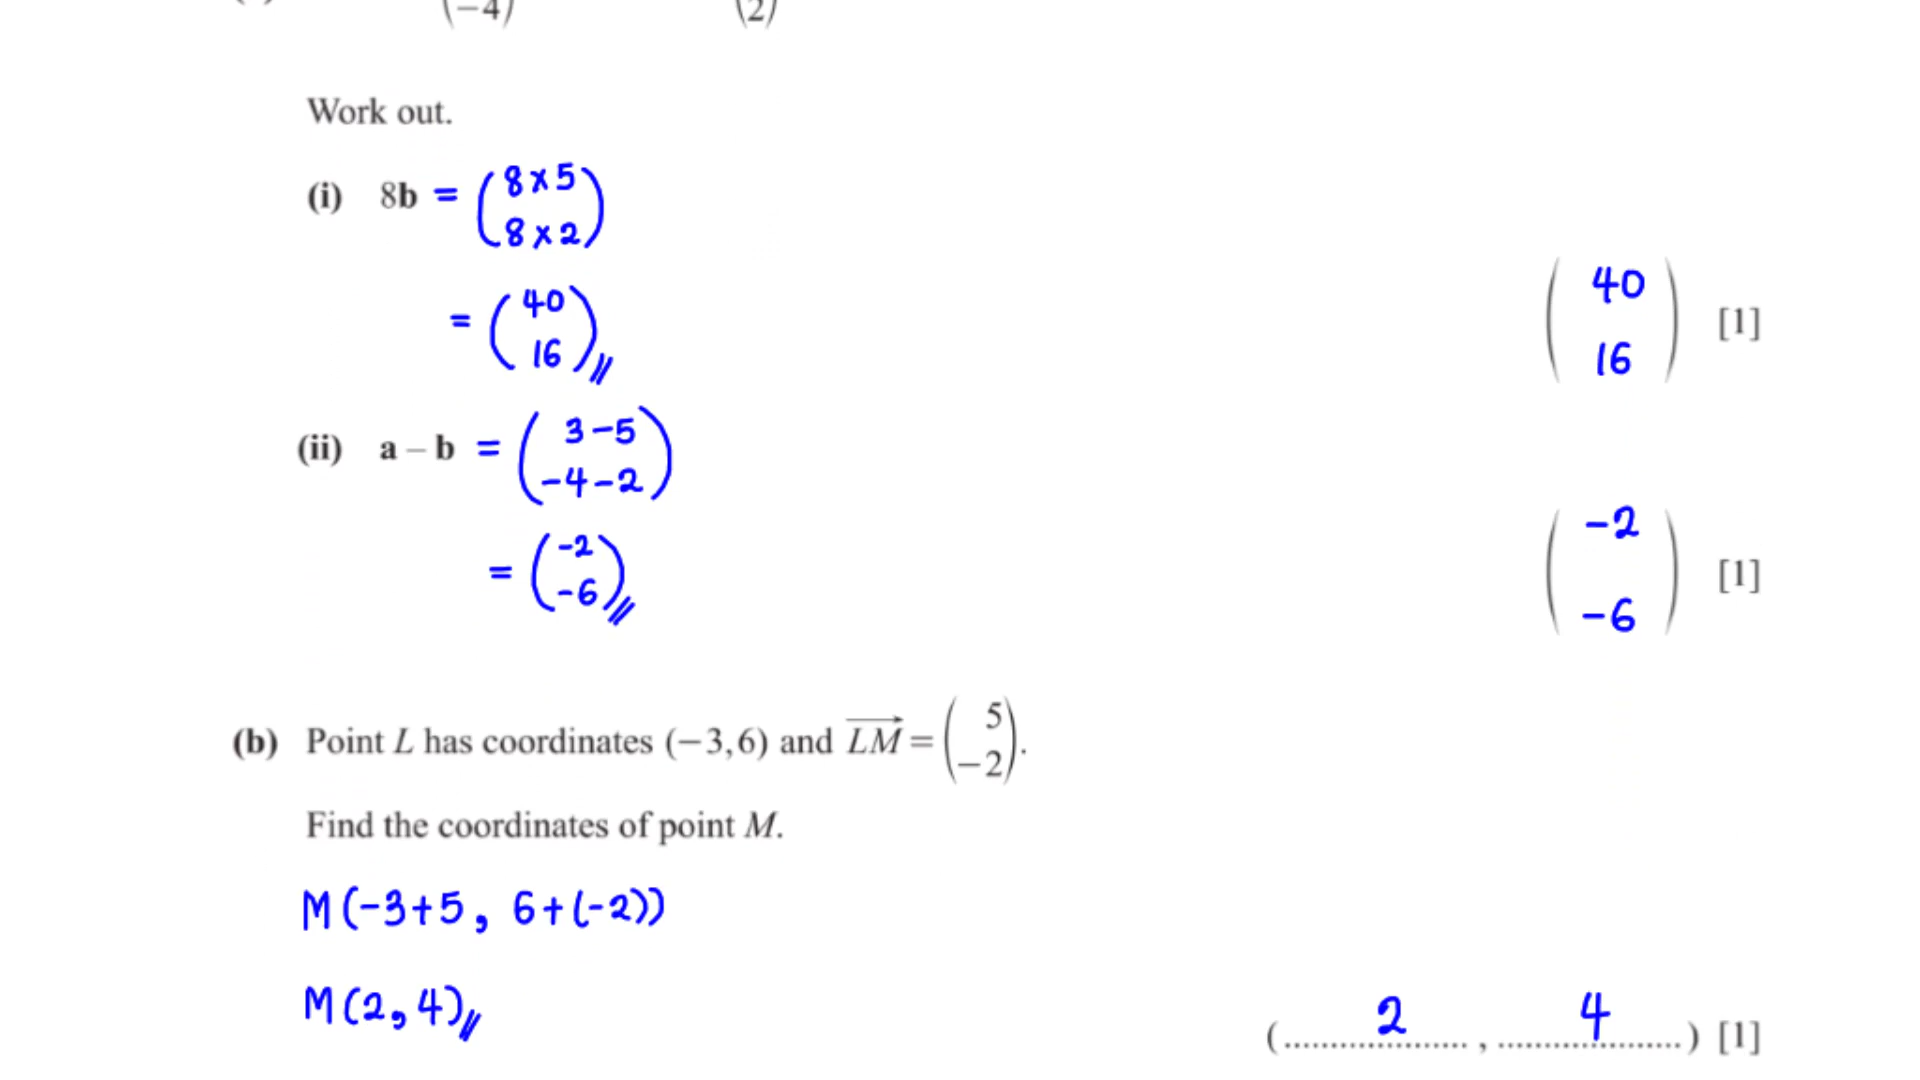 (-4) (2)
Work out.
(i) 8b = (8×5
8×2)
= (40
16)//
(40
16) [1]
(ii) a – b = (3-5
-4-2)
= (-2
-6)//
(-2
-6) [1]
(b) Point L has coordinates (−3,6) and LM = (5
−2).
Find the coordinates of point M.
M(-3+5, 6+(-2))
M(2,4)//
(.................... 2 , .................... 4) [1]